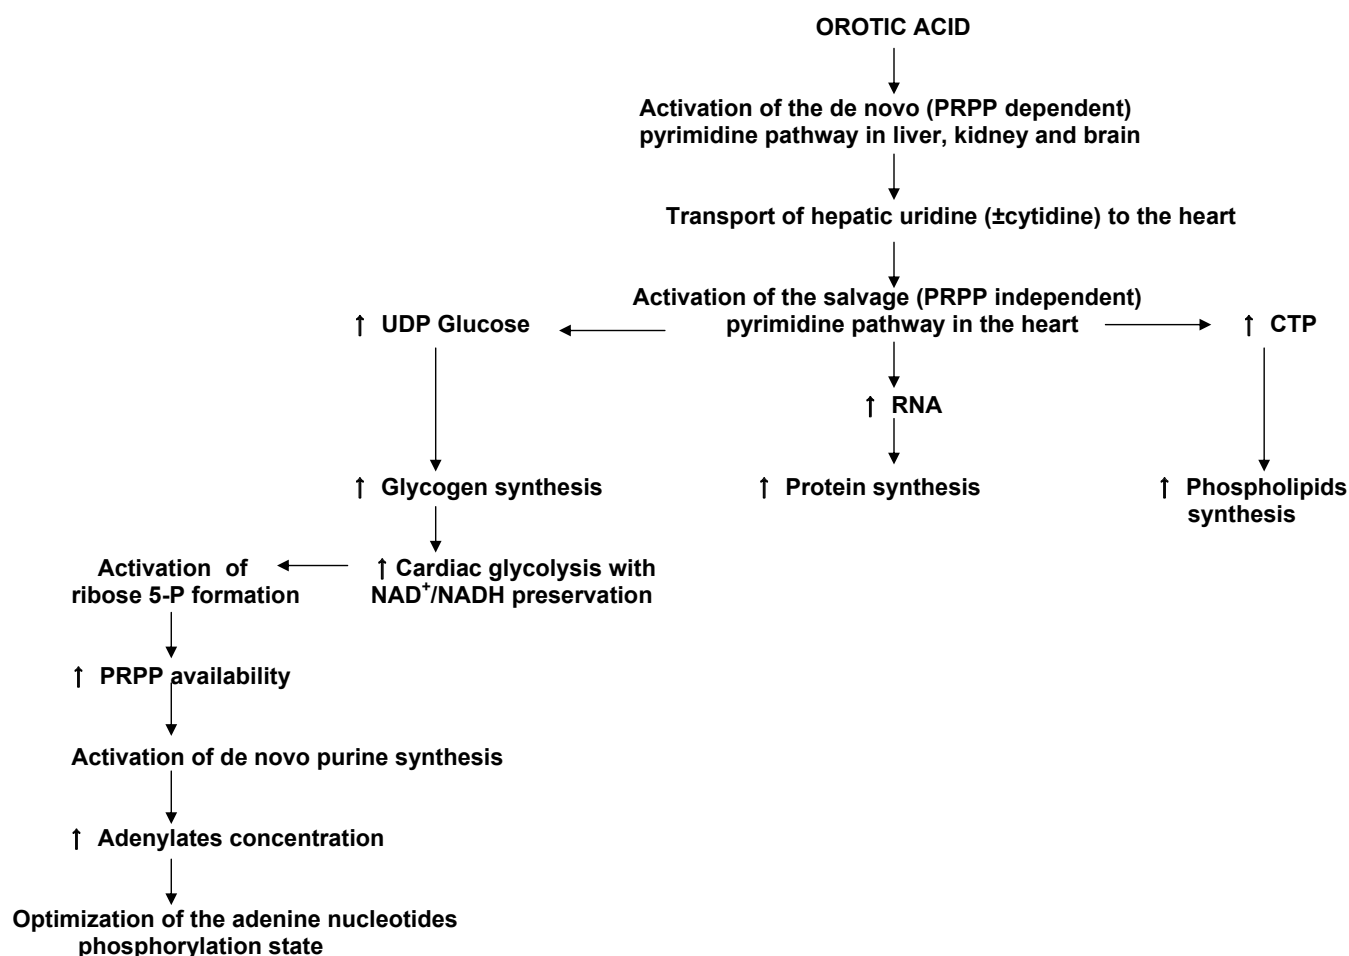 OROTIC ACID
Activation of the de novo (PRPP dependent)
pyrimidine pathway in liver, kidney and brain
Transport of hepatic uridine (±cytidine) to the heart
Activation of the salvage (PRPP independent)
pyrimidine pathway in the heart
↑ UDP Glucose
↑ CTP
↑ RNA
↑ Glycogen synthesis
↑ Protein synthesis
↑ Phospholipids
synthesis
Activation of
ribose 5-P formation
↑ Cardiac glycolysis with
NAD⁺/NADH preservation
↑ PRPP availability
Activation of de novo purine synthesis
↑ Adenylates concentration
Optimization of the adenine nucleotides
phosphorylation state